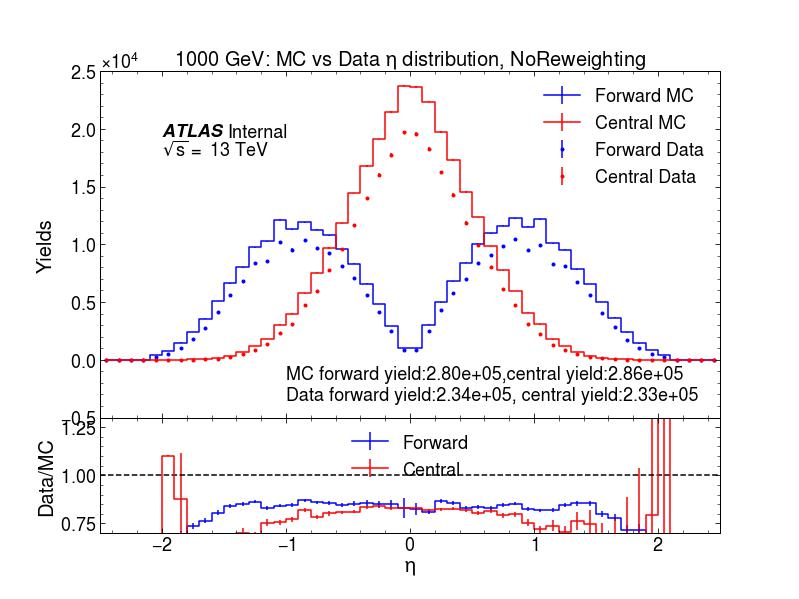 1000 GeV: MC vs Data η distribution, NoReweighting
×10⁴
2.5
2.0
1.5
1.0
0.5
0.0
0.5
Yields
ATLAS Internal
√s = 13 TeV
Forward MC
Central MC
Forward Data
Central Data
MC forward yield:2.80e+05,central yield:2.86e+05
Data forward yield:2.34e+05, central yield:2.33e+05
1.25
1.00
0.75
Data/MC
Forward
Central
−2 −1 0 1 2
η